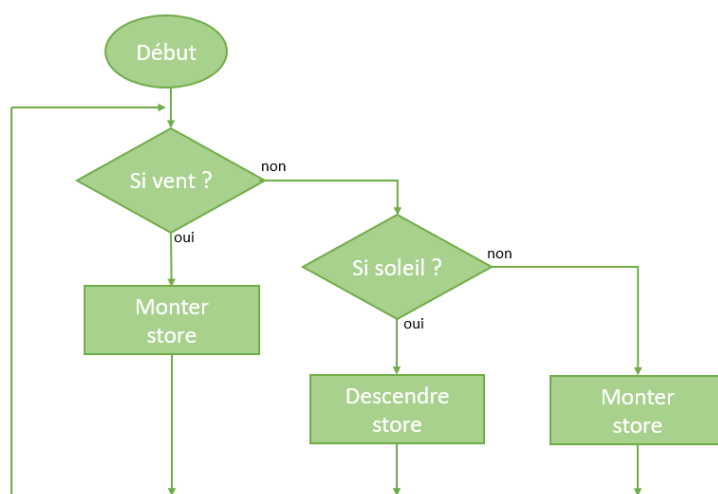 Début
Si vent ?
non
oui
Si soleil ?
non
oui
Monter
store
Descendre
store
Monter
store